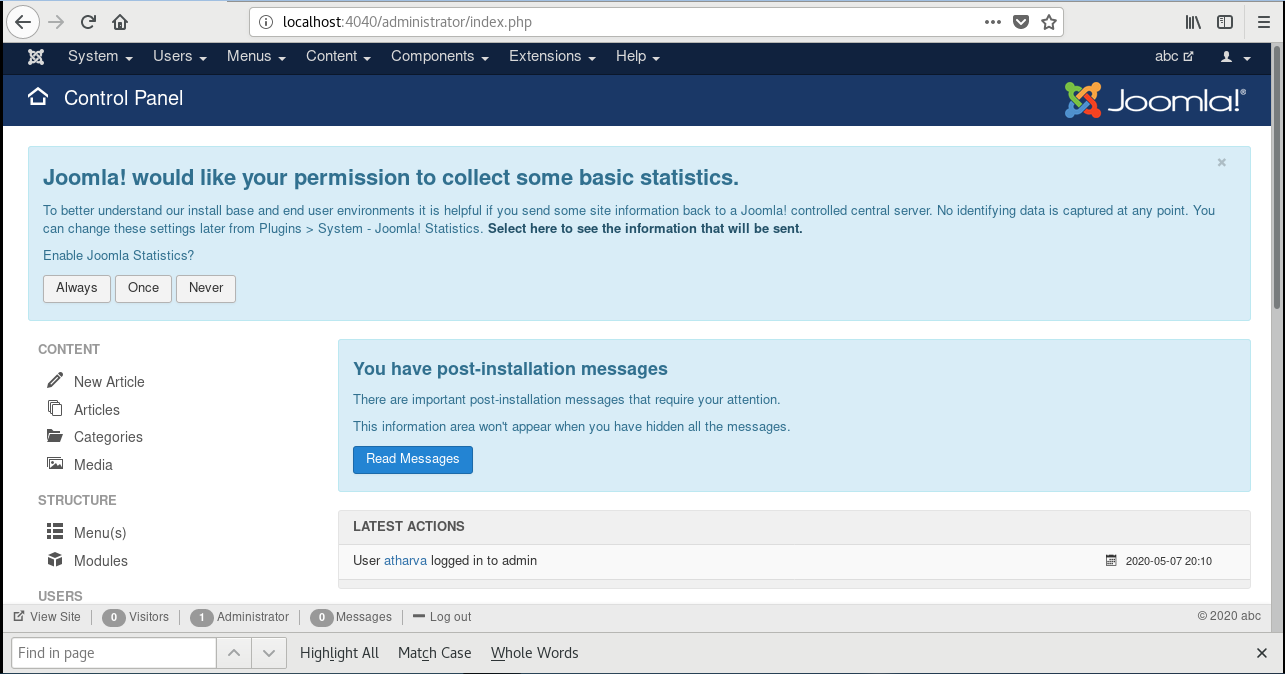 localhost:4040/administrator/index.php
System Users Menus Content Components Extensions Help abc
Control Panel
Joomla!®
Joomla! would like your permission to collect some basic statistics.
To better understand our install base and end user environments it is helpful if you send some site information back to a Joomla! controlled central server. No identifying data is captured at any point. You
can change these settings later from Plugins > System - Joomla! Statistics. Select here to see the information that will be sent.
Enable Joomla Statistics?
Always Once Never
CONTENT
New Article
Articles
Categories
Media
STRUCTURE
Menu(s)
Modules
USERS
You have post-installation messages
There are important post-installation messages that require your attention.
This information area won't appear when you have hidden all the messages.
Read Messages
LATEST ACTIONS
User atharva logged in to admin 2020-05-07 20:10
View Site 0 Visitors 1 Administrator 0 Messages Log out © 2020 abc
Find in page Highlight All Match Case Whole Words